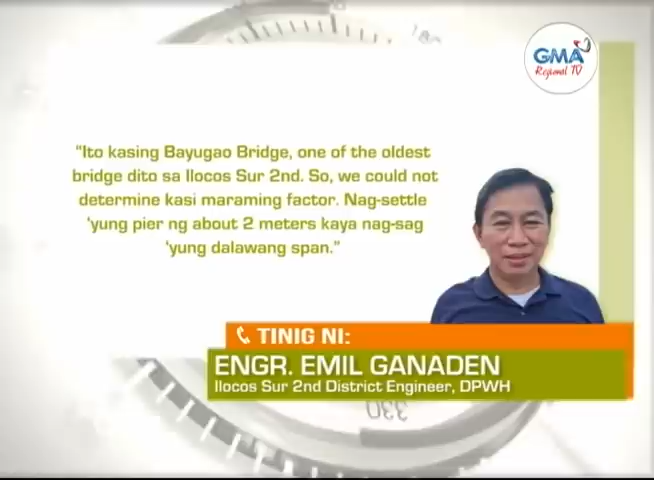 GMA
Regional TV
180
"Ito kasing Bayugao Bridge, one of the oldest
bridge dito sa Ilocos Sur 2nd. So, we could not
determine kasi maraming factor. Nag-settle
'yung pier ng about 2 meters kaya nag-sag
'yung dalawang span."
TINIG NI:
ENGR. EMIL GANADEN
Ilocos Sur 2nd District Engineer, DPWH
330